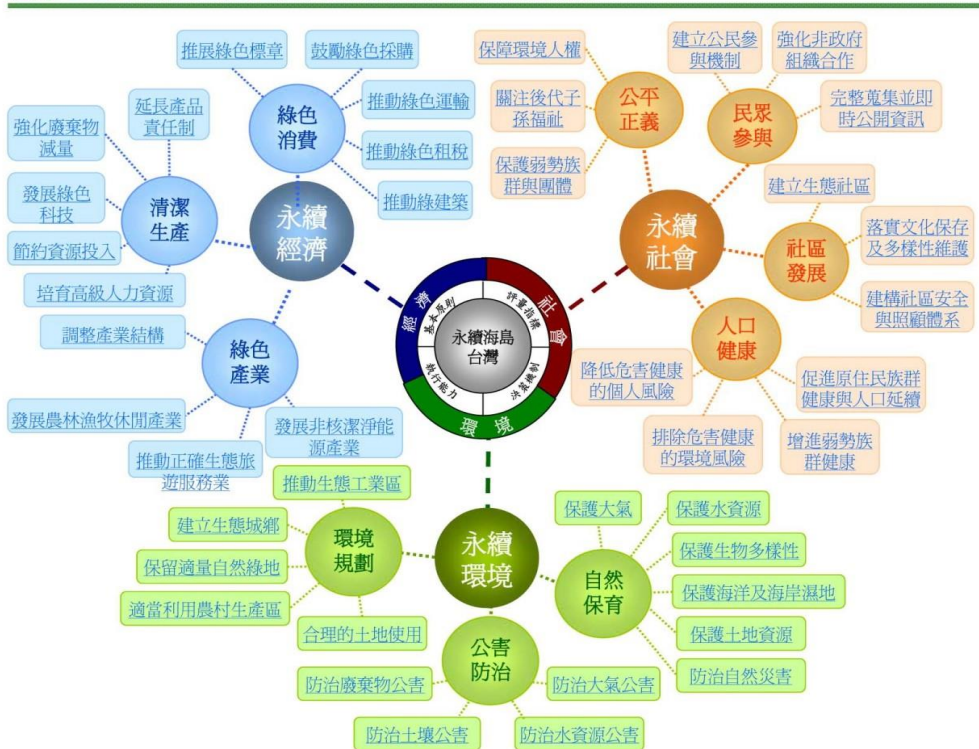 推展綠色標章
鼓勵綠色採購
推動綠色運輸
推動綠色租稅
推動綠建築
綠色
消費
延長產品
責任制
強化廢棄物
減量
發展綠色
科技
節約資源投入
培育高級人力資源
清潔
生產
永續
經濟
調整產業結構
綠色
產業
發展農林漁牧休閒產業
推動正確生態旅
遊服務業
發展非核潔淨能
源產業
保障環境人權
關注後代子
孫福祉
保護弱勢族
群與團體
公平
正義
建立公民參
與機制
強化非政府
組織合作
完整蒐集並即
時公開資訊
民眾
參與
永續
社會
建立生態社區
落實文化保存
及多樣性維護
建構社區安全
與照顧體系
社區
發展
人口
健康
降低危害健康
的個人風險
排除危害健康
的環境風險
促進原住民族群
健康與人口延續
增進弱勢族
群健康
經濟
社會
環境
基本原則
評量指標
執行能力
決策機制
永續海島
台灣
推動生態工業區
建立生態城鄉
保留適量自然綠地
適當利用農村生產區
合理的土地使用
環境
規劃
永續
環境
保護大氣
保護水資源
保護生物多樣性
保護海洋及海岸濕地
保護土地資源
防治自然災害
自然
保育
公害
防治
防治廢棄物公害
防治大氣公害
防治土壤公害
防治水資源公害